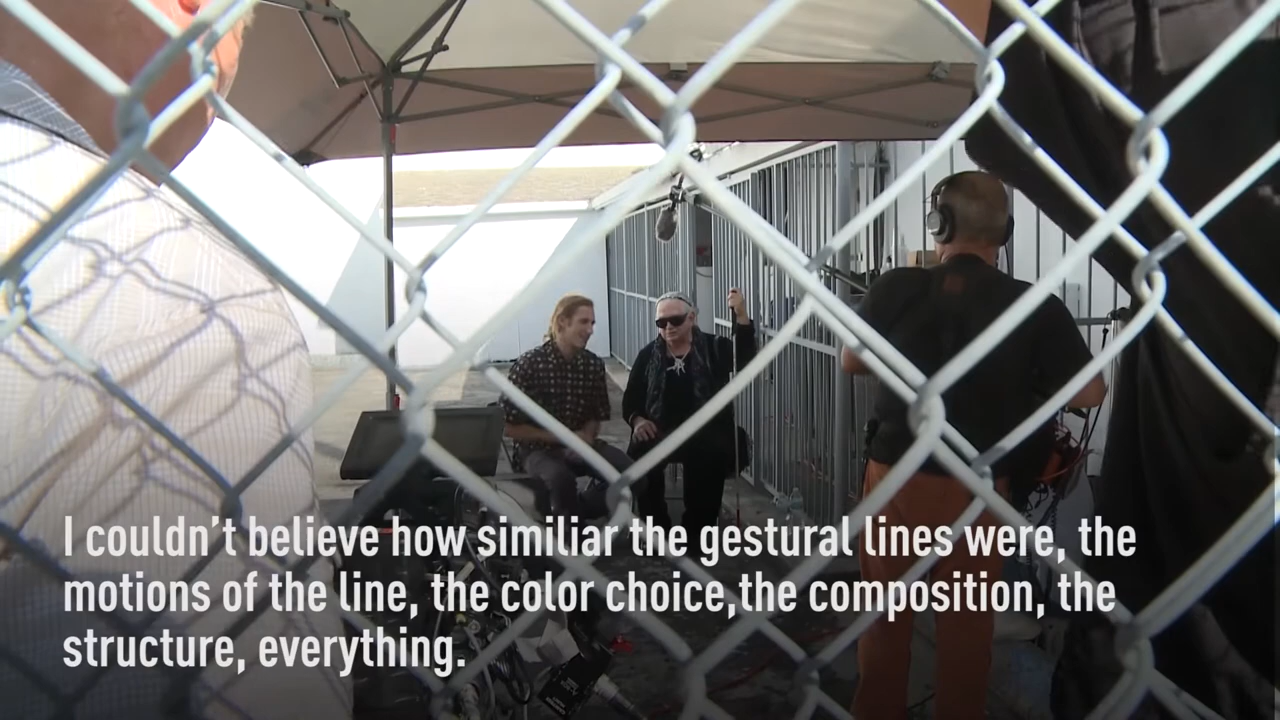 I couldn’t believe how similiar the gestural lines were, the
motions of the line, the color choice,the composition, the
structure, everything.